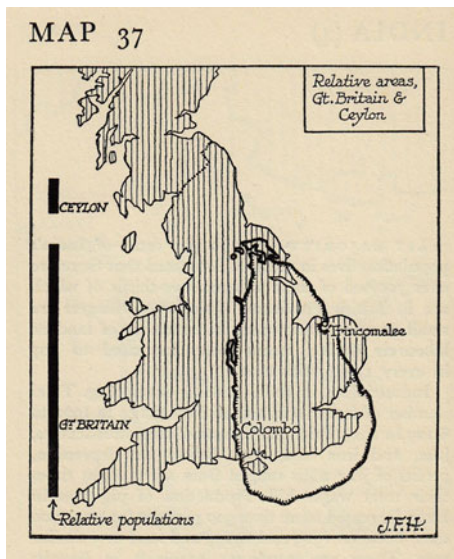 MAP 37
Relative areas,
Gt. Britain &
Ceylon
CEYLON
Trincomalee
Colombo
GT BRITAIN
Relative populations
J.F.H.